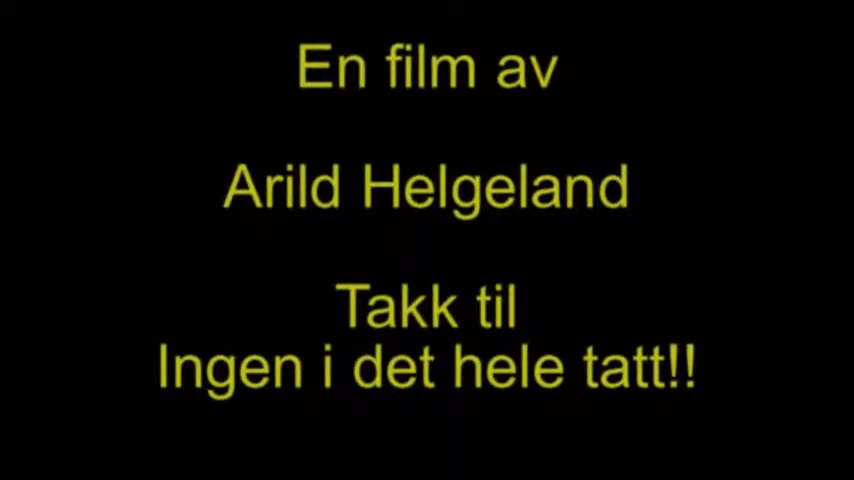 En film av
Arild Helgeland
Takk til
Ingen i det hele tatt!!